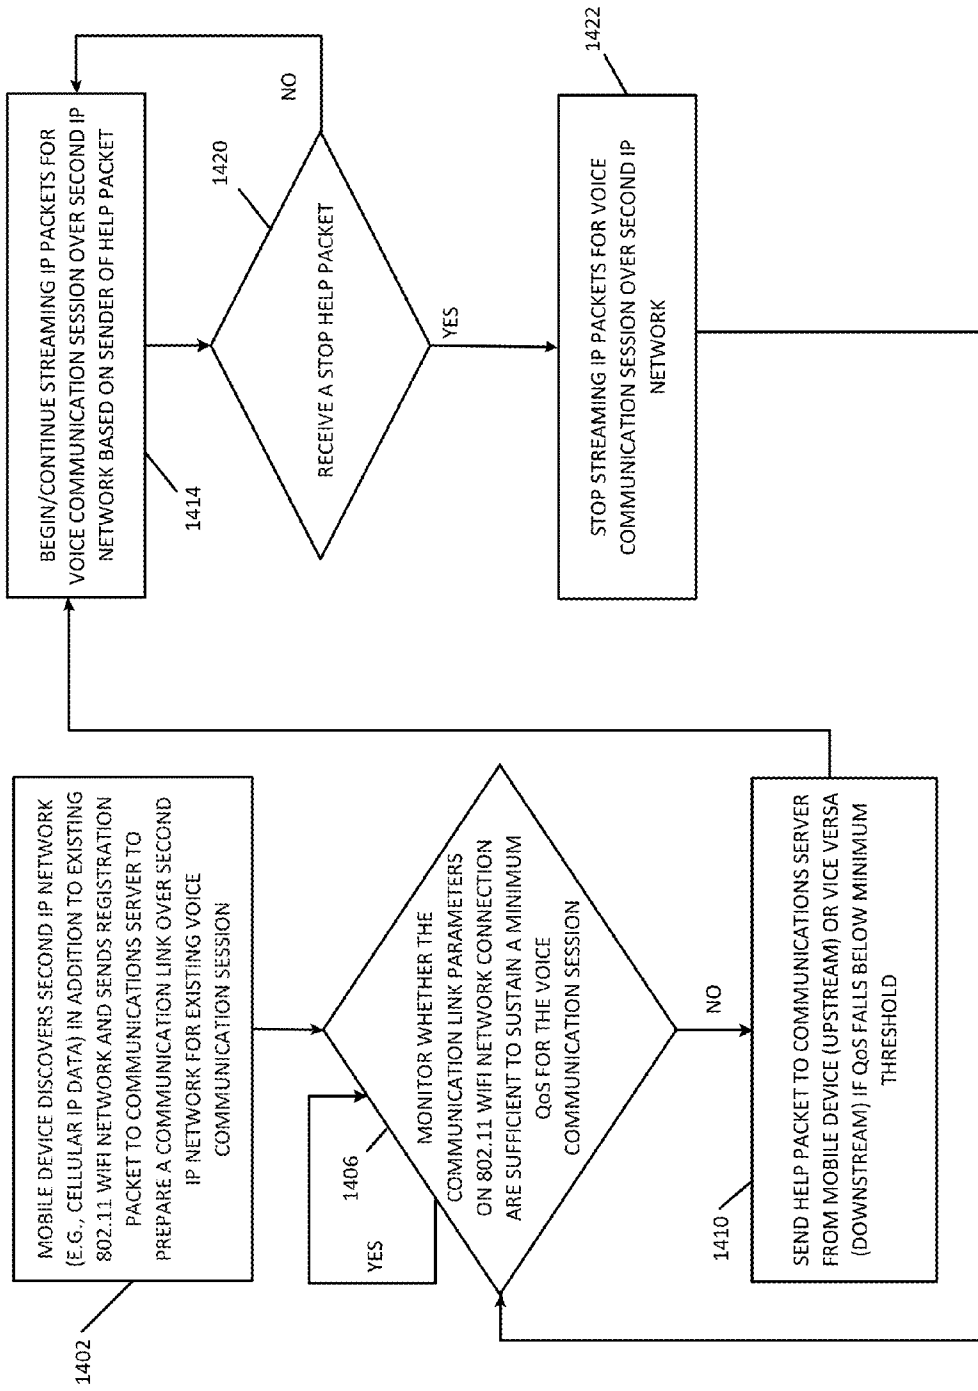 MOBILE DEVICE DISCOVERS SECOND IP NETWORK
(E.G., CELLULAR IP DATA) IN ADDITION TO EXISTING
802.11 WIFI NETWORK AND SENDS REGISTRATION
PACKET TO COMMUNICATIONS SERVER TO
PREPARE A COMMUNICATION LINK OVER SECOND
IP NETWORK FOR EXISTING VOICE
COMMUNICATION SESSION
1402
MONITOR WHETHER THE
COMMUNICATION LINK PARAMETERS
ON 802.11 WIFI NETWORK CONNECTION
ARE SUFFICIENT TO SUSTAIN A MINIMUM
QoS FOR THE VOICE
COMMUNICATION SESSION
1406
YES
NO
SEND HELP PACKET TO COMMUNICATIONS SERVER
FROM MOBILE DEVICE (UPSTREAM) OR VICE VERSA
(DOWNSTREAM) IF QoS FALLS BELOW MINIMUM
THRESHOLD
1410
BEGIN/CONTINUE STREAMING IP PACKETS FOR
VOICE COMMUNICATION SESSION OVER SECOND IP
NETWORK BASED ON SENDER OF HELP PACKET
1414
RECEIVE A STOP HELP PACKET
1420
NO
YES
STOP STREAMING IP PACKETS FOR VOICE
COMMUNICATION SESSION OVER SECOND IP
NETWORK
1422